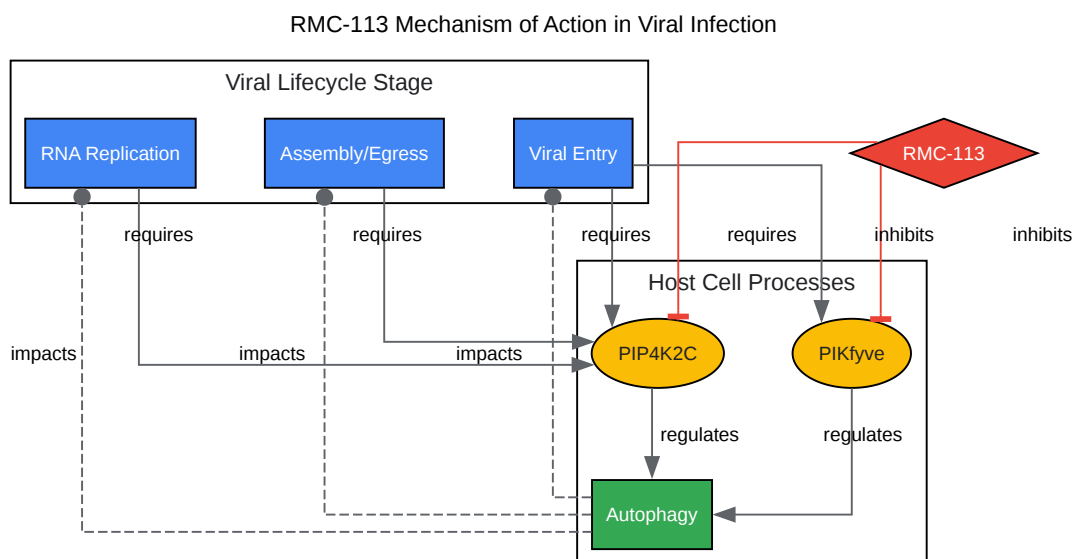 RMC-113 Mechanism of Action in Viral Infection
Viral Lifecycle Stage
RNA Replication
Assembly/Egress
Viral Entry
RMC-113
requires
requires
requires
requires
inhibits
inhibits
Host Cell Processes
impacts
impacts
impacts
PIP4K2C
PIKfyve
regulates
regulates
Autophagy